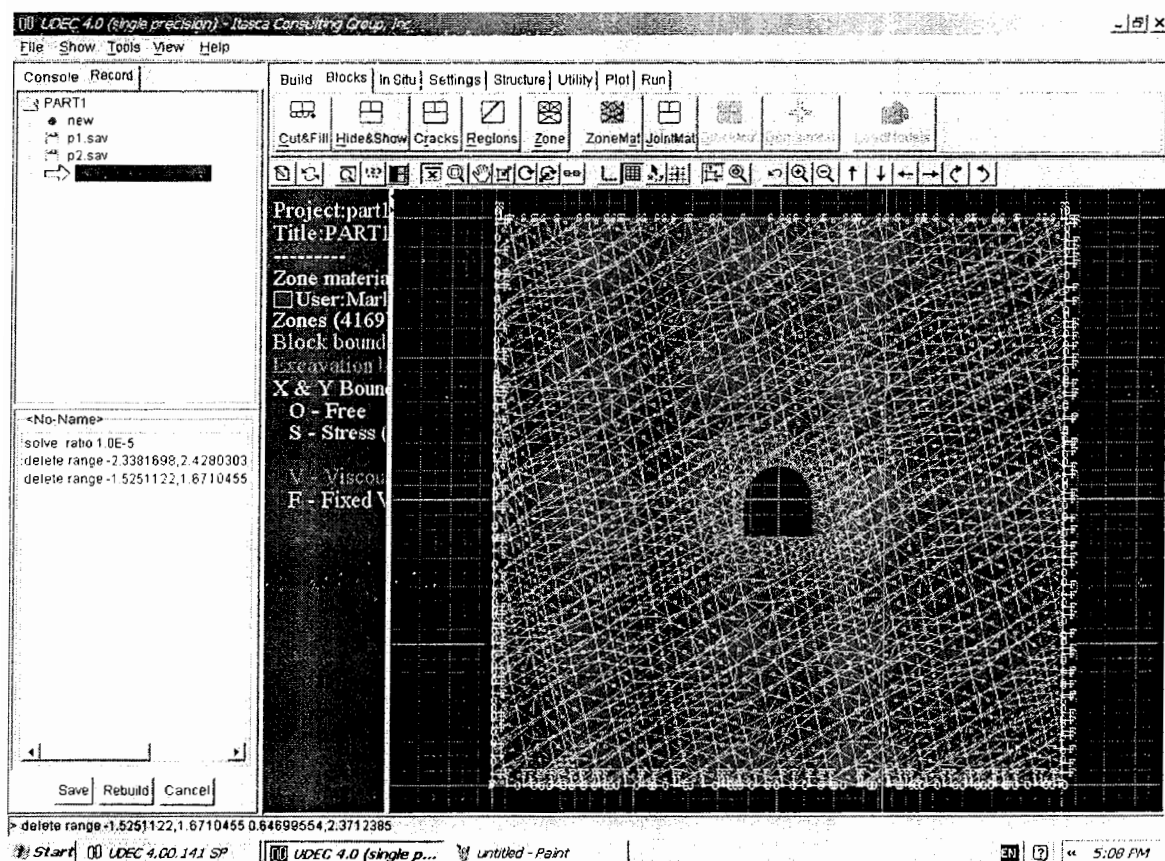 UDEC 4.0 (single precision) - Itasca Consulting Group, Inc.
File Show Tools View Help
Console Record
PART1
new
p1.sav
p2.sav
<No-Name>
solve ratio 1.0E-5
delete range -2.3381698,2.4280303
delete range -1.5251122,1.6710455
Save Rebuild Cancel
Build Blocks In Situ Settings Structure Utility Plot Run
Cut&Fill Hide&Show Cracks Regions Zone ZoneMat JointMat
Project:part1
Title:PART1
---------
Zone materia
User:Mar
Zones (4169
Block bound
Excavation
X & Y Boun
O - Free
S - Stress (
V - Viscou
F - Fixed V
> delete range -1.5251122,1.6710455 0.64699554,2.3712385
Start UDEC 4.00.141 SP UDEC 4.0 (single p... untitled - Paint EN ? « 5:08 PM